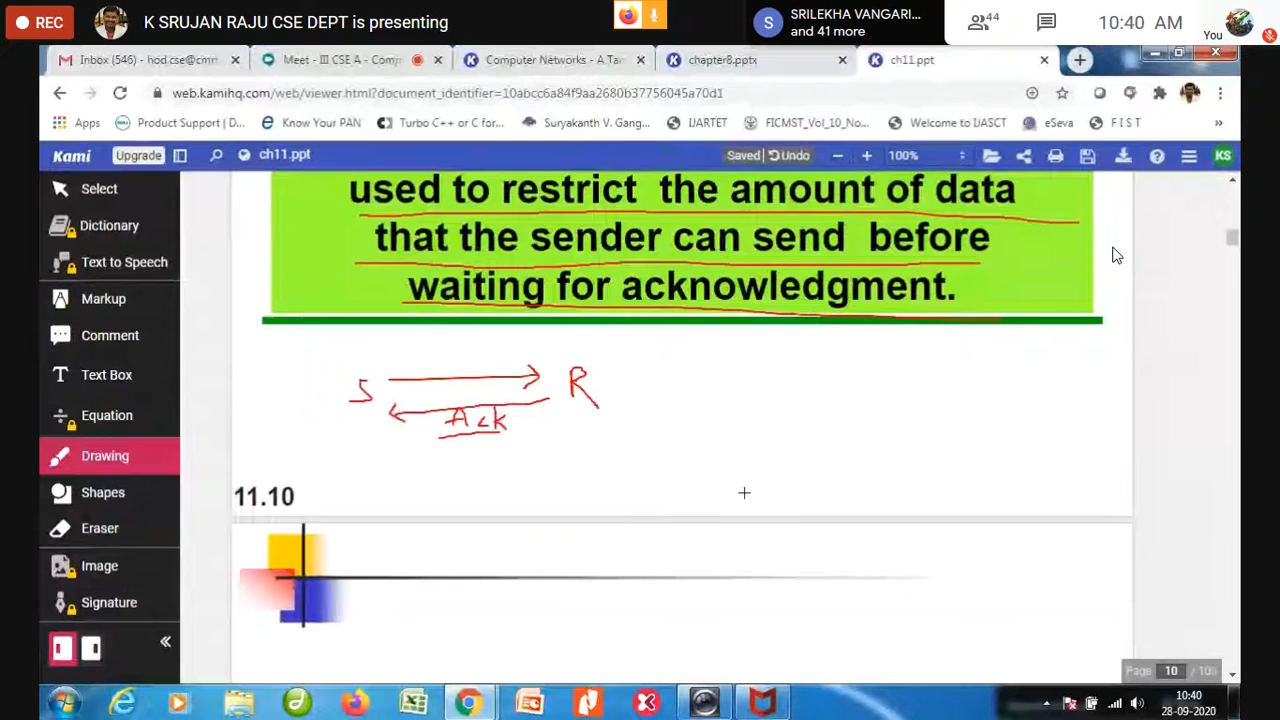 REC
K SRUJAN RAJU CSE DEPT is presenting
SRILEKHA VANGARI...
and 41 more
44
10:40 AM
You
Inbox (546) - hod.cse@cmr
Meet - III CSE A - Comp
Computer Networks - A Tar
chapter8.pptx
ch11.ppt
web.kamihq.com/web/viewer.html?document_identifier=10abcc6a84f9aa2680b37756045a70d1
Apps
Product Support | D...
Know Your PAN
Turbo C++ or C for...
Suryakanth V. Gang...
IJARTET
FICMST_Vol_10_No...
Welcome to IJASCT
eSeva
F I S T
»
Kami
Upgrade
ch11.ppt
Saved | Undo
100%
KS
Select
Dictionary
Text to Speech
Markup
Comment
Text Box
Equation
Drawing
Shapes
Eraser
Image
Signature
used to restrict the amount of data
that the sender can send before
waiting for acknowledgment.
S
R
Ack
11.10
Page 10 / 105
10:40
28-09-2020